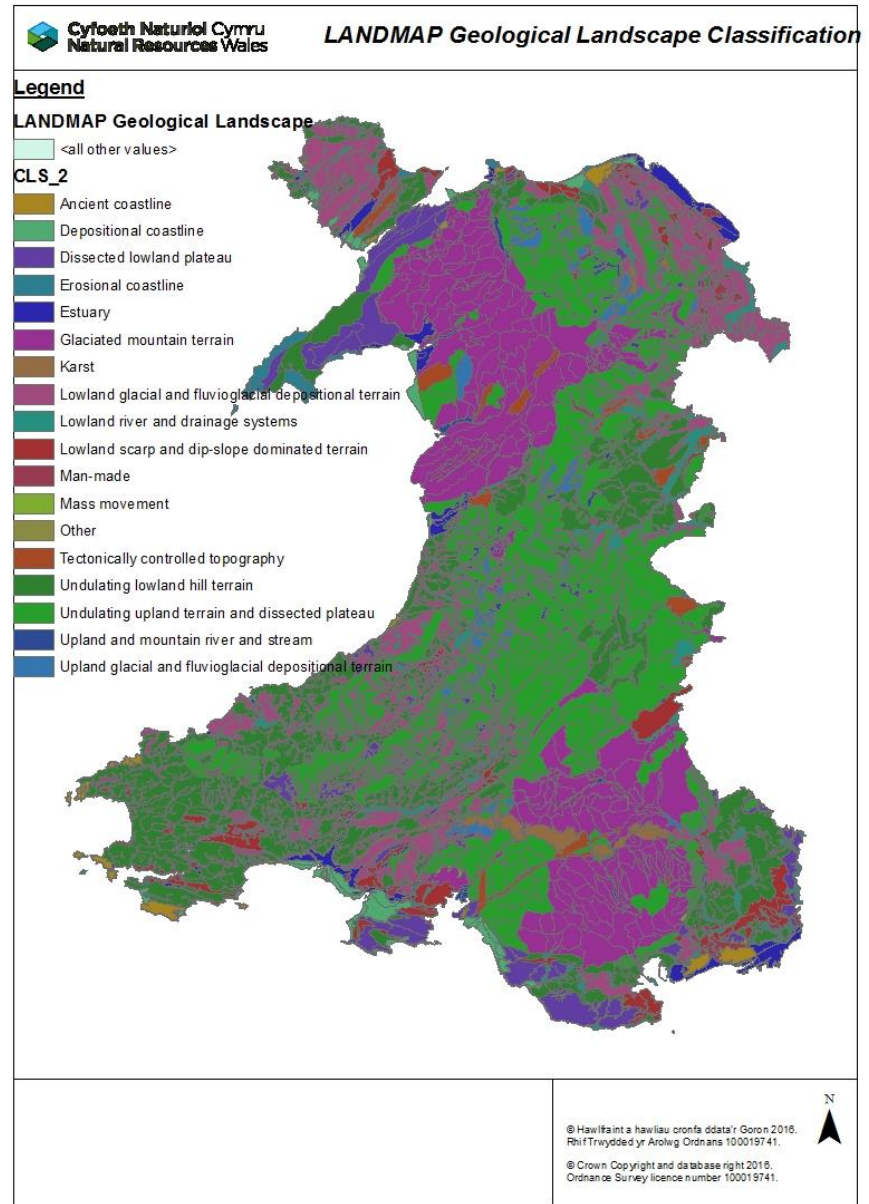 Cyfoeth Naturiol Cymru
Natural Resources Wales
LANDMAP Geological Landscape Classification
Legend
LANDMAP Geological Landscape
<all other values>
CLS_2
Ancient coastline
Depositional coastline
Dissected lowland plateau
Erosional coastline
Estuary
Glaciated mountain terrain
Karst
Lowland glacial and fluvioglacial depositional terrain
Lowland river and drainage systems
Lowland scarp and dip-slope dominated terrain
Man-made
Mass movement
Other
Tectonically controlled topography
Undulating lowland hill terrain
Undulating upland terrain and dissected plateau
Upland and mountain river and stream
Upland glacial and fluvioglacial depositional terrain
N
© Hawlfraint a hawliau cronfa ddata'r Goron 2016.
Rhif Trwydded yr Arolwg Ordnans 100019741.
© Crown Copyright and database right 2016.
Ordnance Survey licence number 100019741.